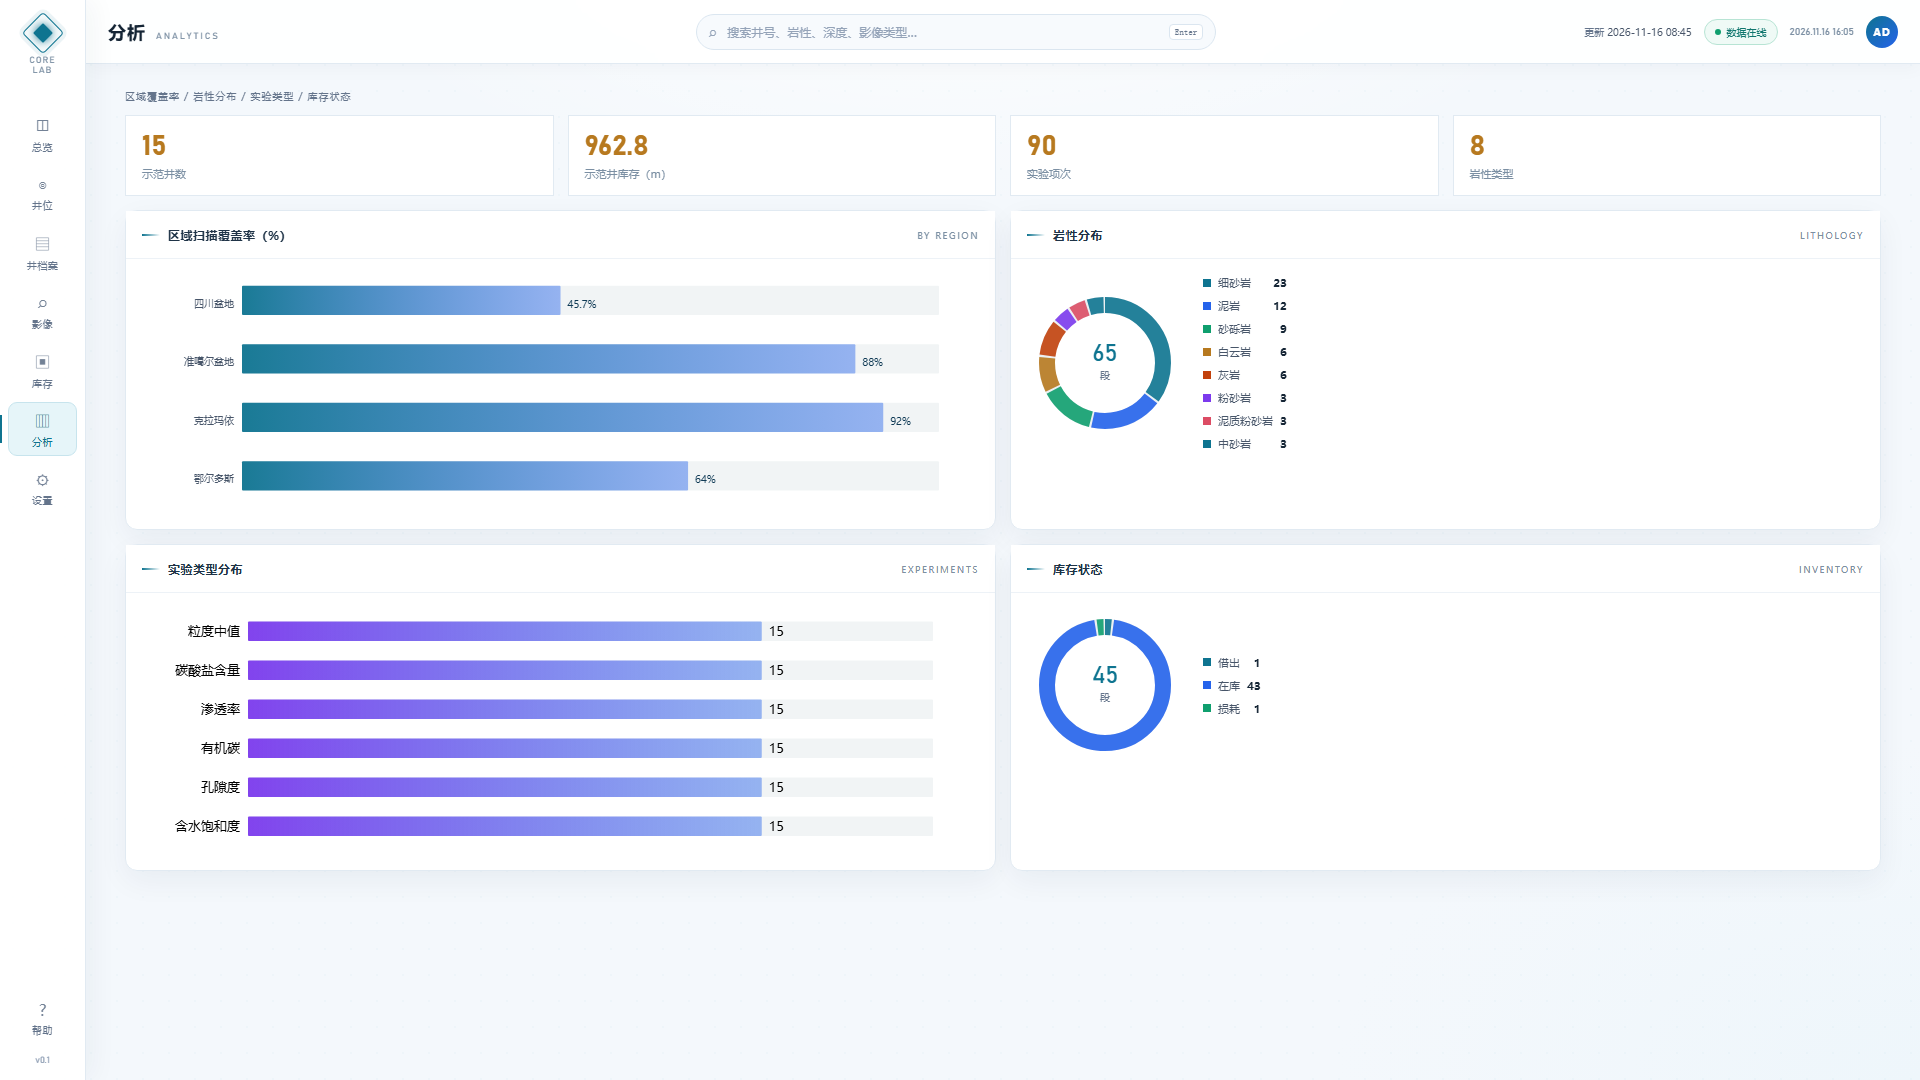 CORE
LAB
分析 ANALYTICS
搜索井号、岩性、深度、影像类型...
Enter
更新 2026-11-16 08:45
数据在线
2026.11.16 16:05
AD
总览
井位
井档案
影像
库存
分析
设置
?
帮助
v0.1
区域覆盖率 / 岩性分布 / 实验类型 / 库存状态
15
示范井数
962.8
示范井库存（m）
90
实验项次
8
岩性类型
区域扫描覆盖率（%）
BY REGION
四川盆地 45.7%
准噶尔盆地 88%
克拉玛依 92%
鄂尔多斯 64%
岩性分布
LITHOLOGY
65
段
细砂岩 23
泥岩 12
砂砾岩 9
白云岩 6
灰岩 6
粉砂岩 3
泥质粉砂岩 3
中砂岩 3
实验类型分布
EXPERIMENTS
粒度中值 15
碳酸盐含量 15
渗透率 15
有机碳 15
孔隙度 15
含水饱和度 15
库存状态
INVENTORY
45
段
借出 1
在库 43
损耗 1